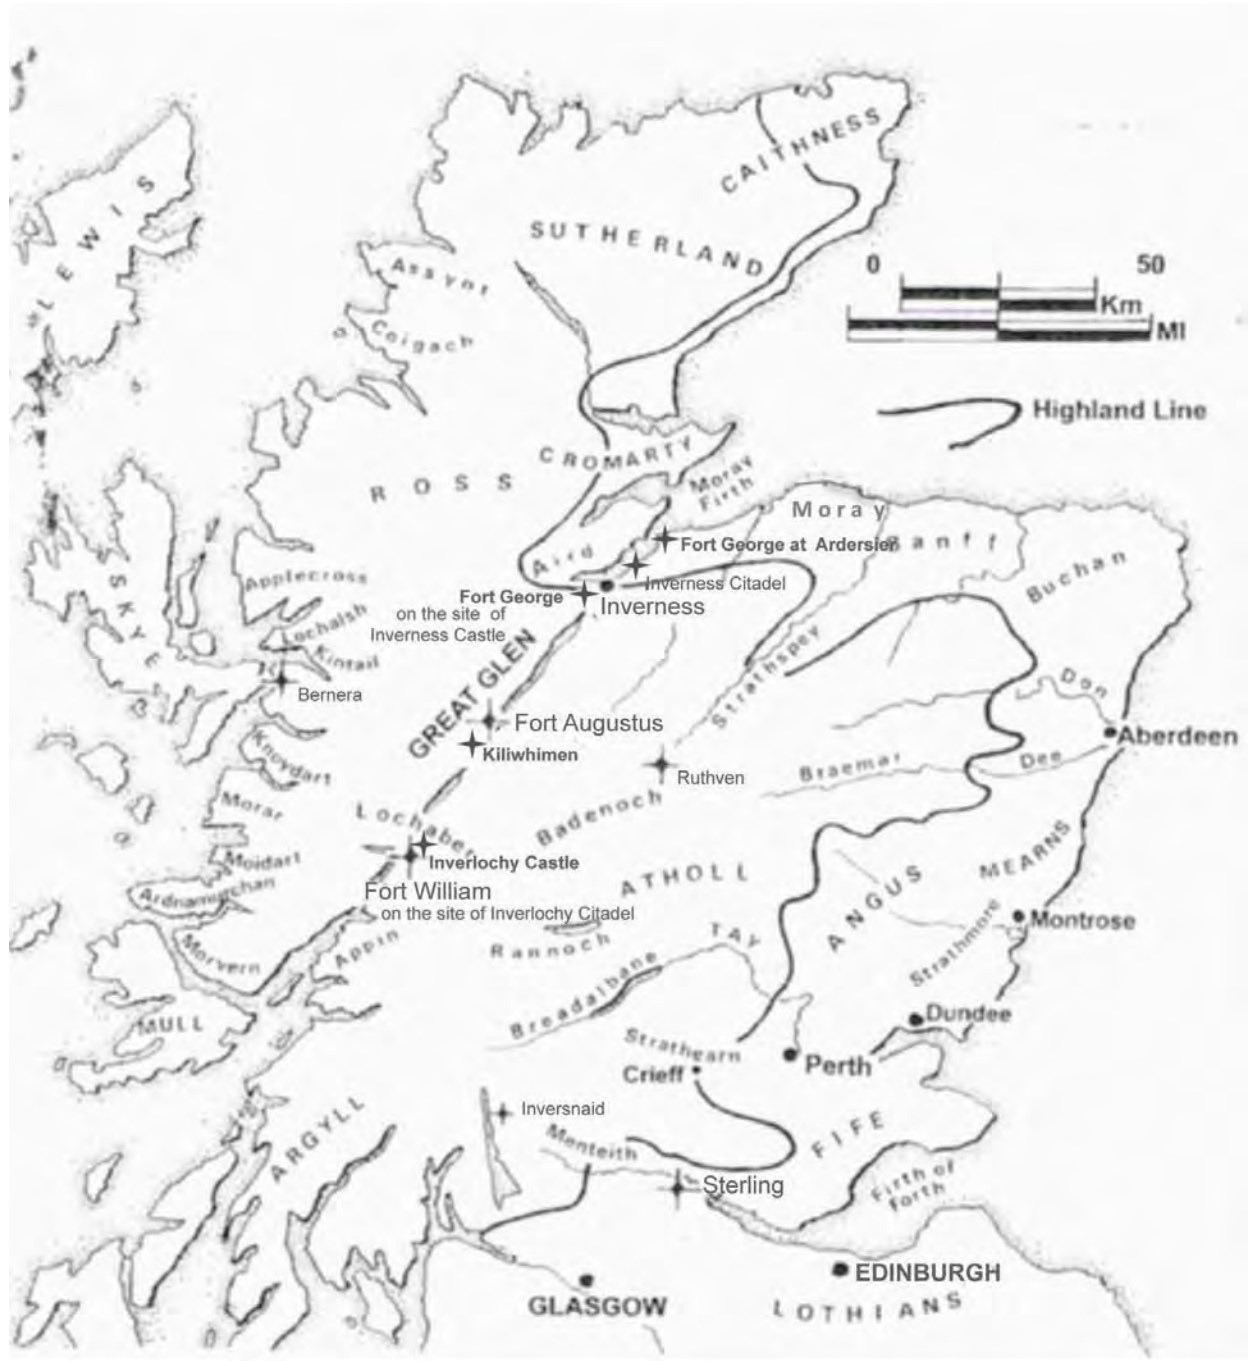 CAITHNESS
SUTHERLAND
LEWIS
Assynt
Coigach
0 50
Km
MI
Highland Line
CROMARTY
ROSS
Moray
Firth
Moray
Fort George at Ardersier
Banff
Aird
Buchan
Applecross
Inverness Citadel
Fort George
on the site of
Inverness Castle
Inverness
SKYE
Lochalsh
Kintail
Bernera
GREAT GLEN
Strathspey
Don
Fort Augustus
Aberdeen
Kiliwhimen
Knoydart
Ruthven
Braemar
Dee
Morar
Lochaber
Badenoch
Inverlochy Castle
Moidart
MEARNS
Ardnamurchan
Fort William
on the site of Inverlochy Citadel
ATHOLL
ANGUS
Montrose
Rannoch
TAY
Strathmore
Morvern
Appin
Breadalbane
MULL
Dundee
Strathearn
Perth
Crieff
Inversnaid
ARGYLL
Menteith
FIFE
Sterling
Firth of
Forth
EDINBURGH
GLASGOW
LOTHIANS